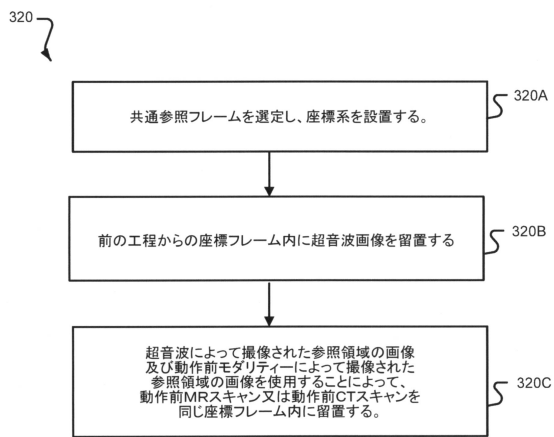 320
共通参照フレームを選定し、座標系を設置する。
320A
前の工程からの座標フレーム内に超音波画像を留置する
320B
超音波によって撮像された参照領域の画像
及び動作前モダリティーによって撮像された
参照領域の画像を使用することによって、
動作前MRスキャン又は動作前CTスキャンを
同じ座標フレーム内に留置する。
320C